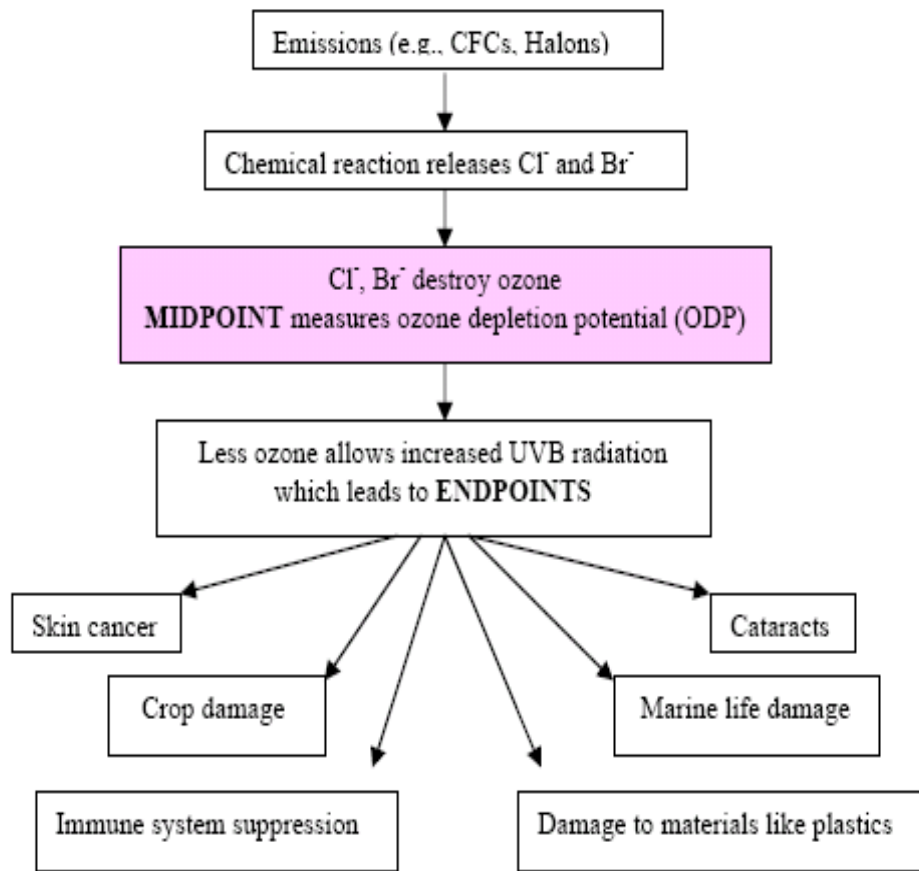 Emissions (e.g., CFCs, Halons)
Chemical reaction releases Cl⁻ and Br⁻
Cl⁻, Br⁻ destroy ozone
MIDPOINT measures ozone depletion potential (ODP)
Less ozone allows increased UVB radiation
which leads to ENDPOINTS
Skin cancer
Cataracts
Crop damage
Marine life damage
Immune system suppression
Damage to materials like plastics